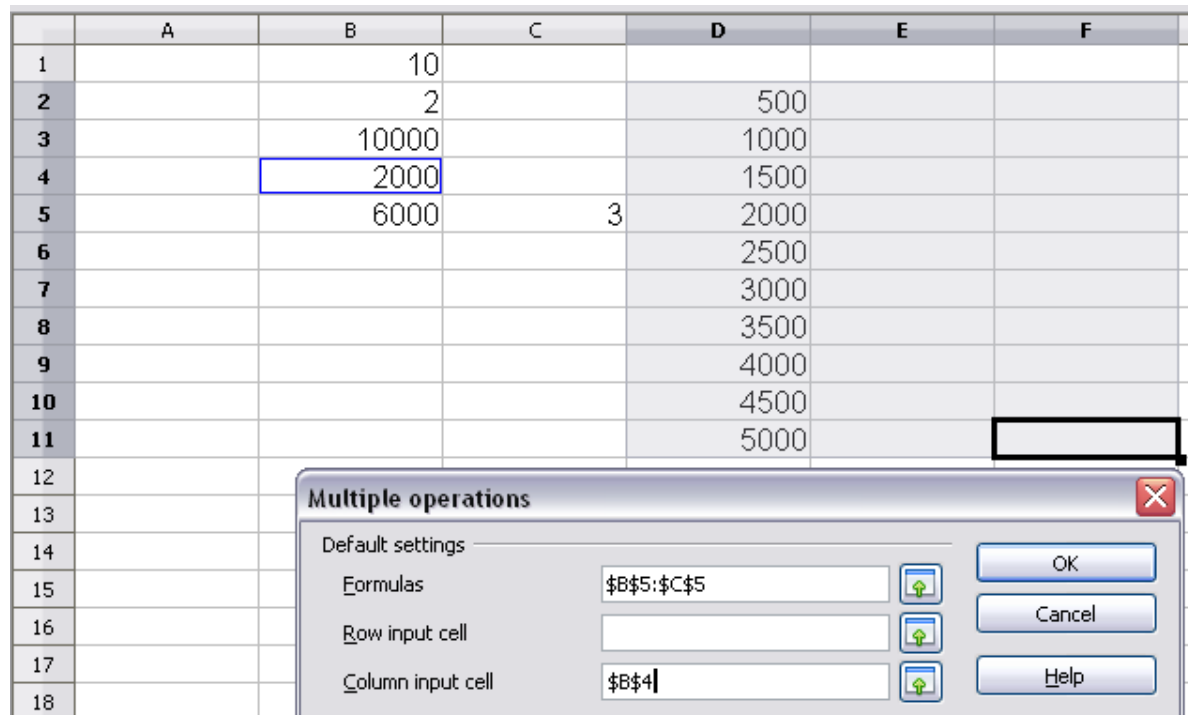 A B C D E F
1 10
2 2 500
3 10000 1000
4 2000 1500
5 6000 3 2000
6 2500
7 3000
8 3500
9 4000
10 4500
11 5000
12
13
14
15
16
17
18
Multiple operations
Default settings
Formulas $B$5:$C$5
Row input cell
Column input cell $B$4
OK
Cancel
Help